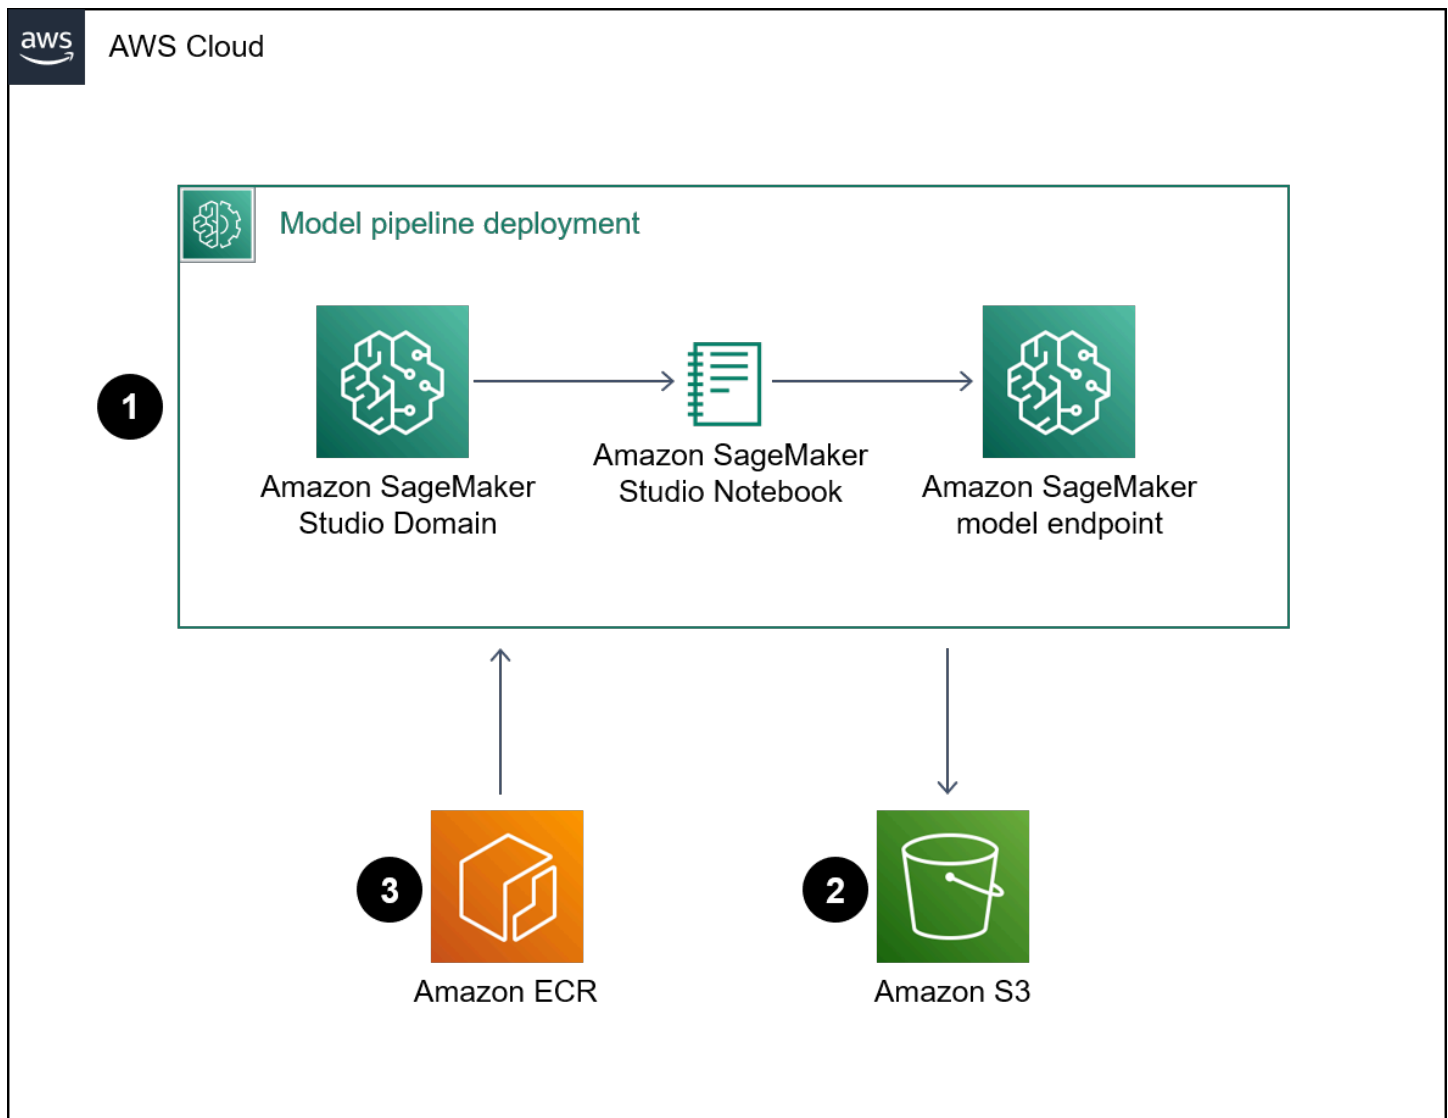 aws
AWS Cloud
Model pipeline deployment
1
Amazon SageMaker
Studio Domain
Amazon SageMaker
Studio Notebook
Amazon SageMaker
model endpoint
3
Amazon ECR
2
Amazon S3